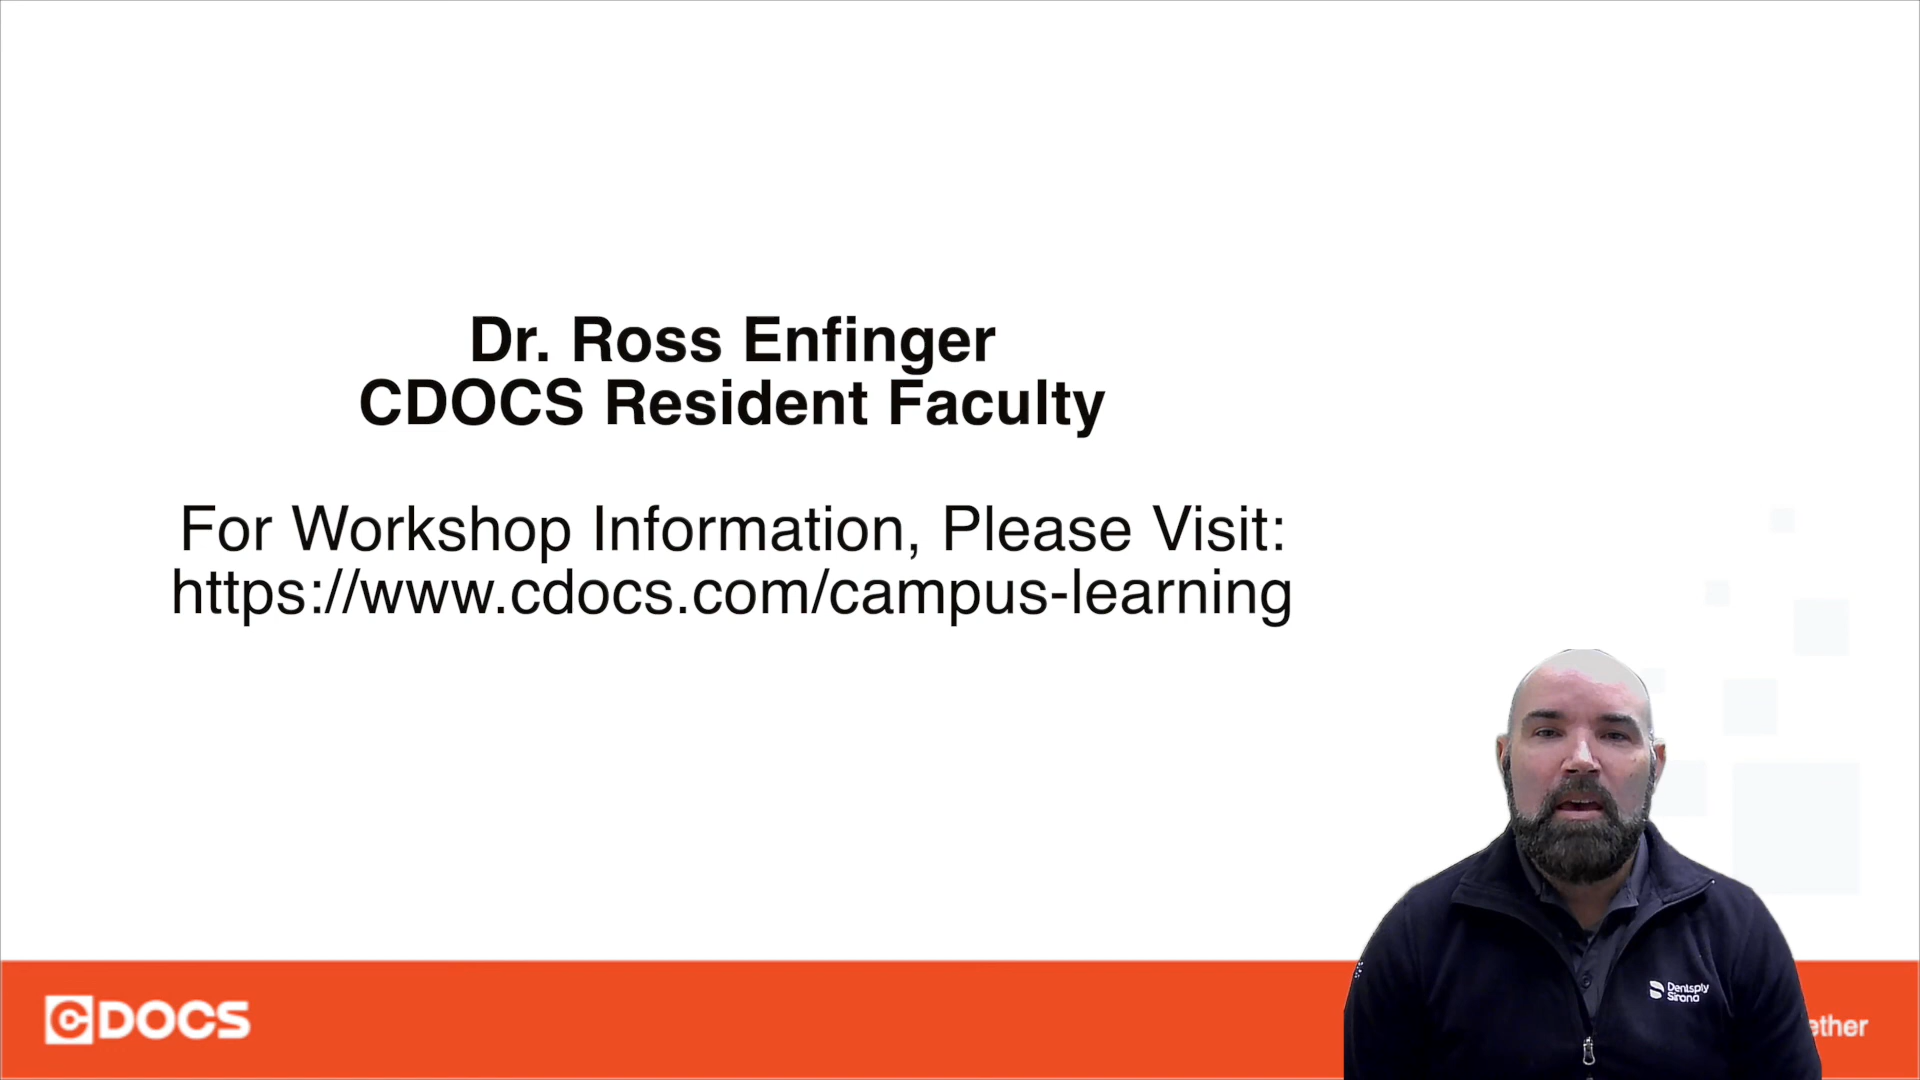 Dr. Ross Enfinger
CDOCS Resident Faculty
For Workshop Information, Please Visit:
https://www.cdocs.com/campus-learning
CDOCS
Dentsply
Sirona
ether